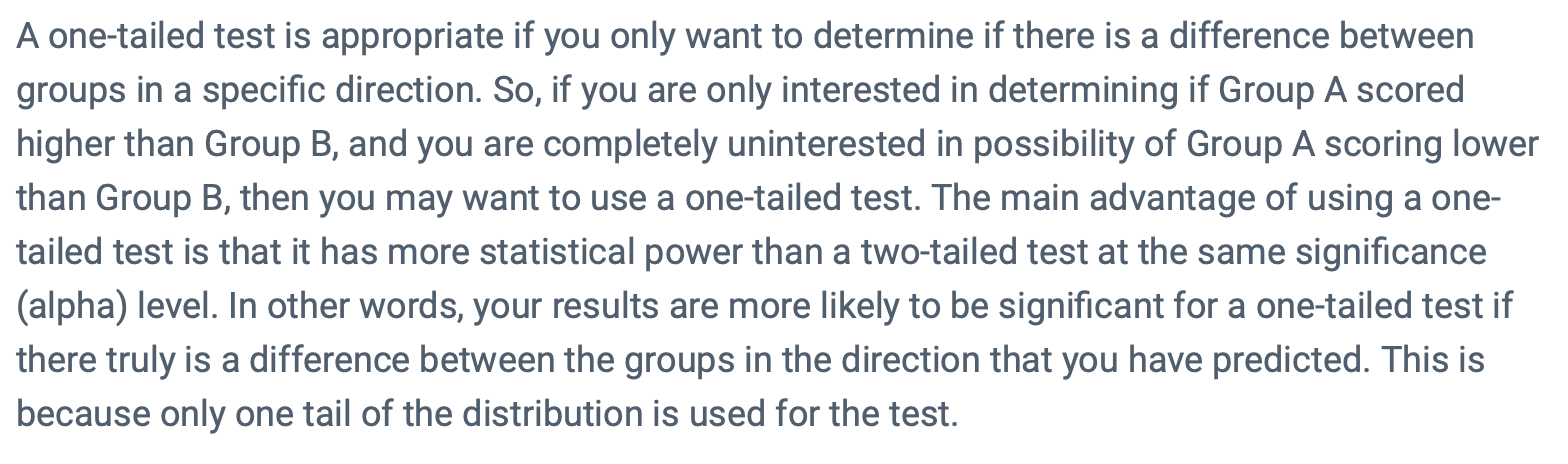 A one-tailed test is appropriate if you only want to determine if there is a difference between
groups in a specific direction. So, if you are only interested in determining if Group A scored
higher than Group B, and you are completely uninterested in possibility of Group A scoring lower
than Group B, then you may want to use a one-tailed test. The main advantage of using a one-
tailed test is that it has more statistical power than a two-tailed test at the same significance
(alpha) level. In other words, your results are more likely to be significant for a one-tailed test if
there truly is a difference between the groups in the direction that you have predicted. This is
because only one tail of the distribution is used for the test.